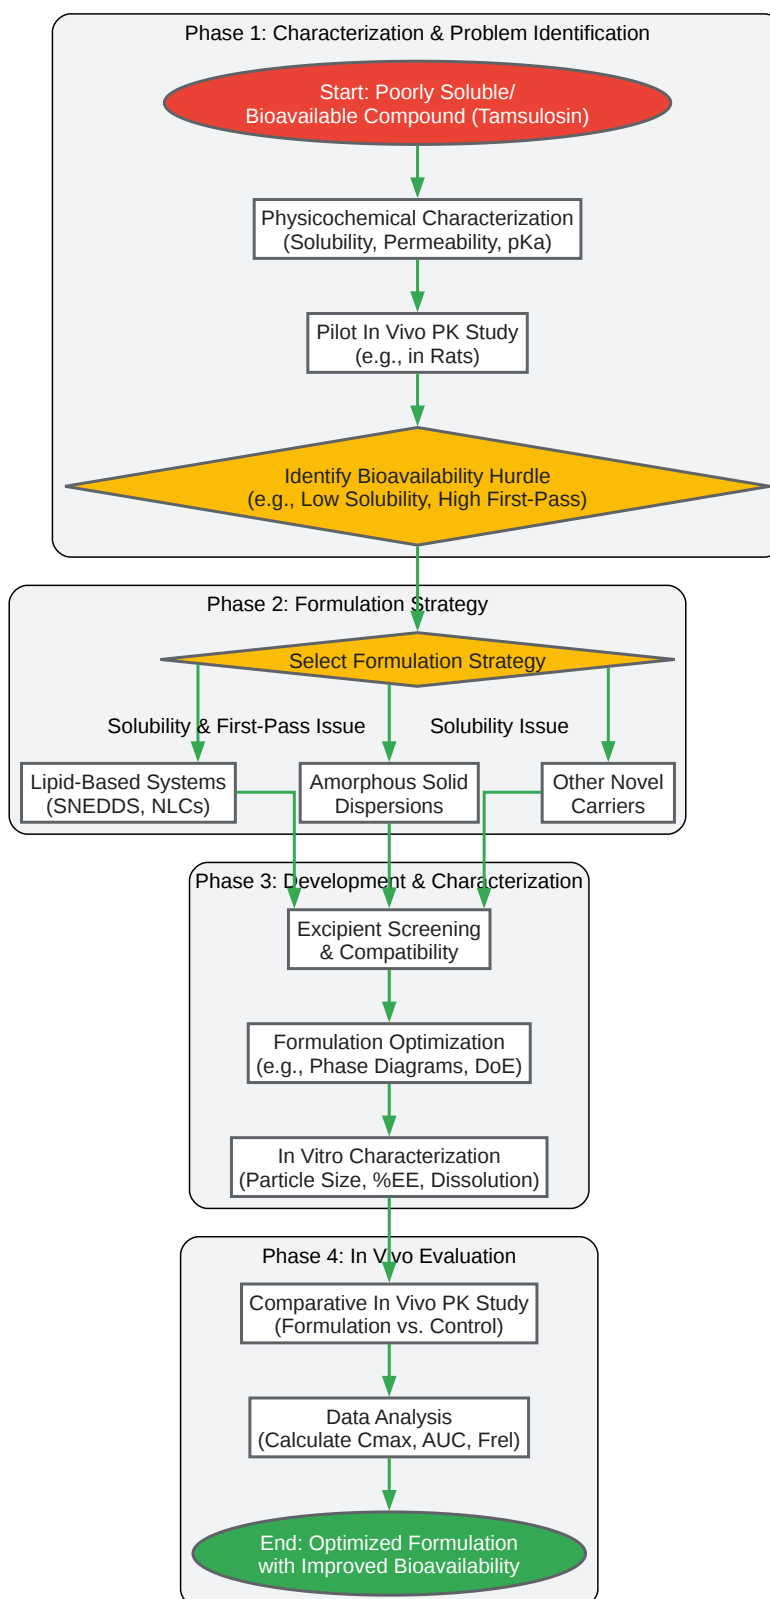 Phase 1: Characterization & Problem Identification
Start: Poorly Soluble/
Bioavailable Compound (Tamsulosin)
Physicochemical Characterization
(Solubility, Permeability, pKa)
Pilot In Vivo PK Study
(e.g., in Rats)
Identify Bioavailability Hurdle
(e.g., Low Solubility, High First-Pass)
Phase 2: Formulation Strategy
Select Formulation Strategy
Solubility & First-Pass Issue
Solubility Issue
Lipid-Based Systems
(SNEDDS, NLCs)
Amorphous Solid
Dispersions
Other Novel
Carriers
Phase 3: Development & Characterization
Excipient Screening
& Compatibility
Formulation Optimization
(e.g., Phase Diagrams, DoE)
In Vitro Characterization
(Particle Size, %EE, Dissolution)
Phase 4: In Vivo Evaluation
Comparative In Vivo PK Study
(Formulation vs. Control)
Data Analysis
(Calculate Cmax, AUC, Frel)
End: Optimized Formulation
with Improved Bioavailability